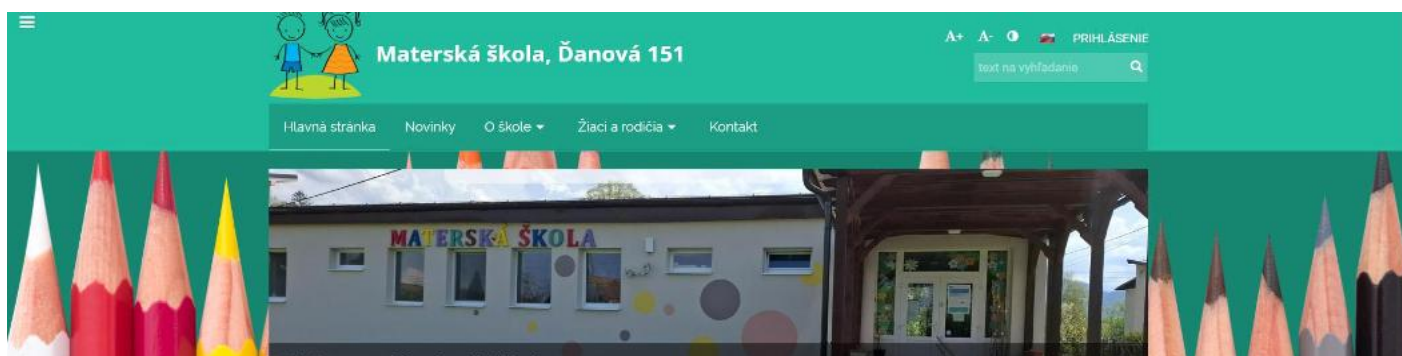 A+ A- PRIHLÁSENIE
Materská škola, Ďanová 151
text na vyhľadanie
Hlavná stránka Novinky O škole Žiaci a rodičia Kontakt
MATERSKÁ ŠKOLA